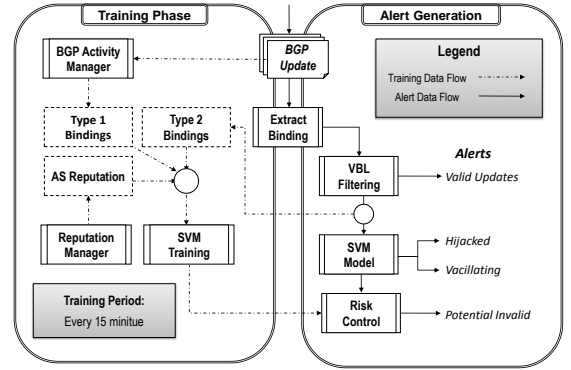 Training Phase
Alert Generation
BGP Activity
Manager
BGP
Update
Legend
Training Data Flow
Alert Data Flow
Type 1
Bindings
Type 2
Bindings
Extract
Binding
AS Reputation
VBL
Filtering
Alerts
Valid Updates
Reputation
Manager
SVM
Training
SVM
Model
Hijacked
Vacillating
Training Period:
Every 15 minitue
Risk
Control
Potential Invalid